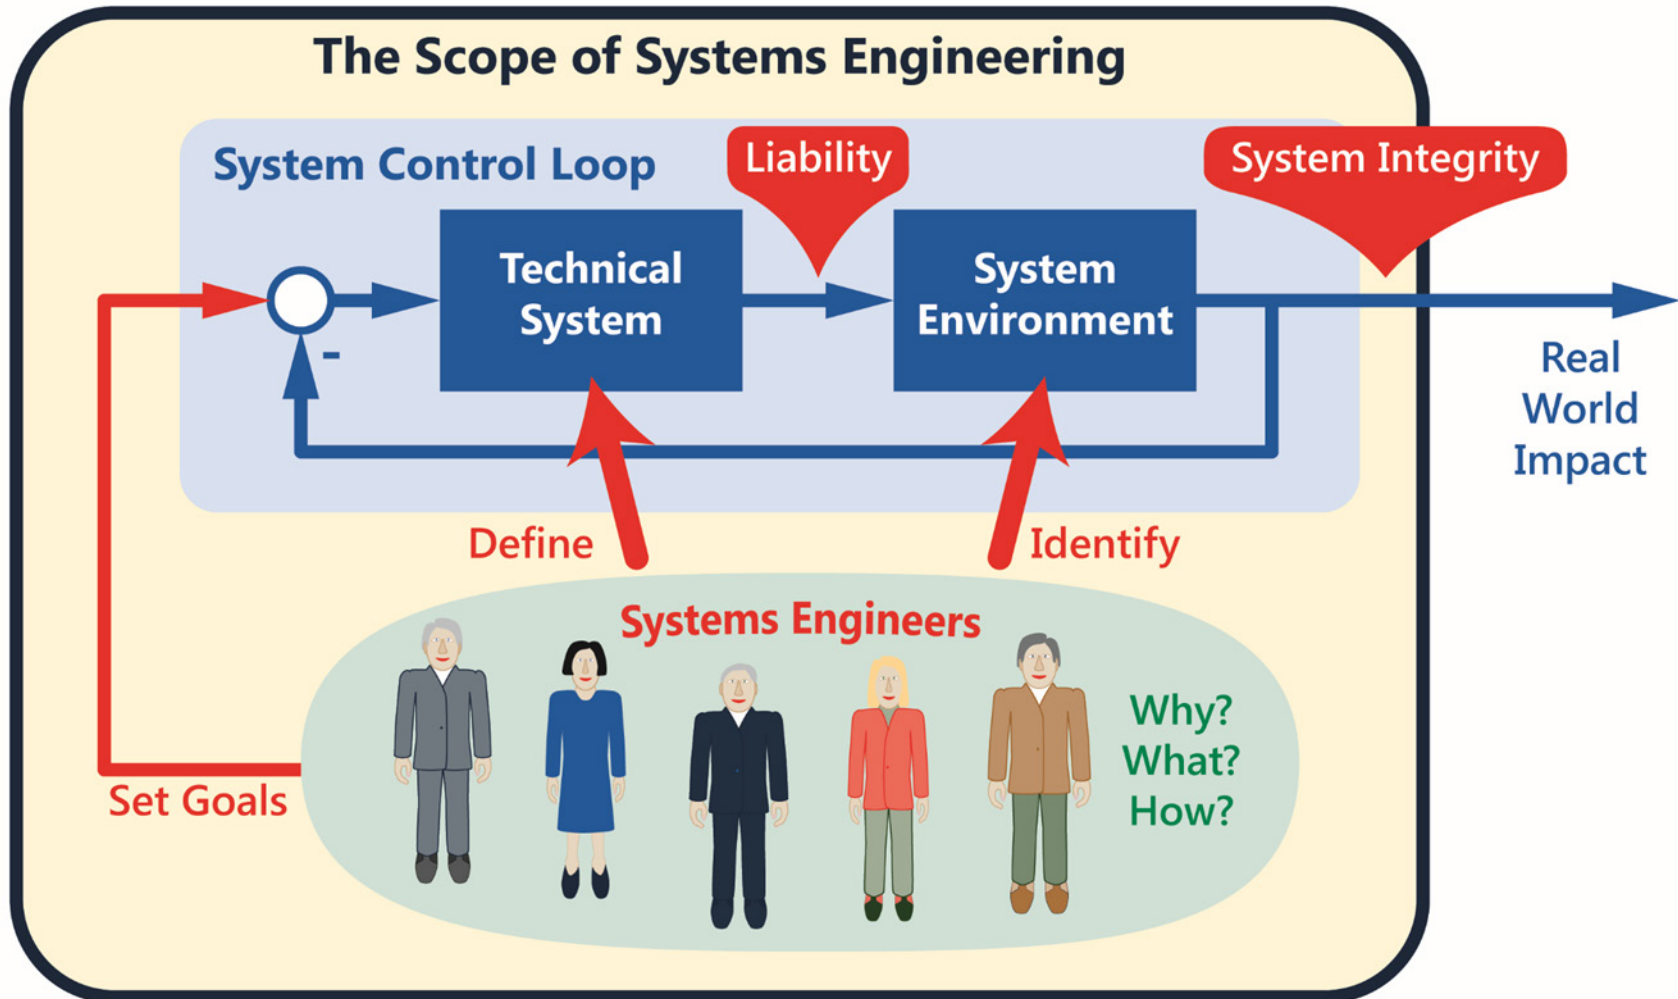 The Scope of Systems Engineering
System Control Loop
Liability
System Integrity
Technical
System
System
Environment
-
Real
World
Impact
Define
Identify
Systems Engineers
Why?
What?
How?
Set Goals